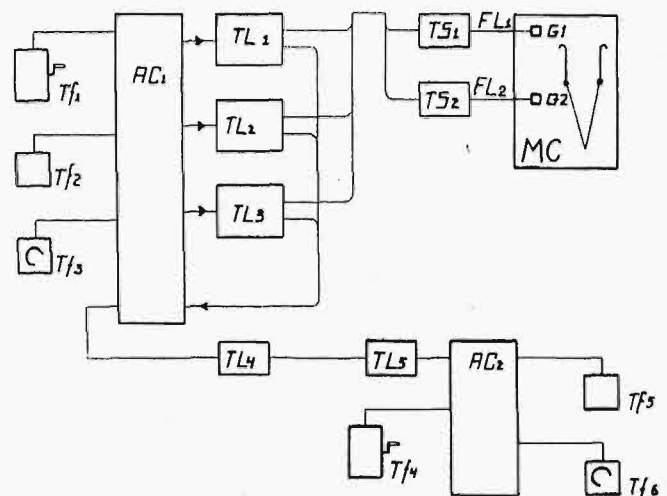 TL1
TS1
FL1
G1
Tf1
AC1
TL2
TS2
FL2
G2
MC
Tf2
TL3
Tf3
TL4
TL5
AC2
Tf5
Tf4
Tf6